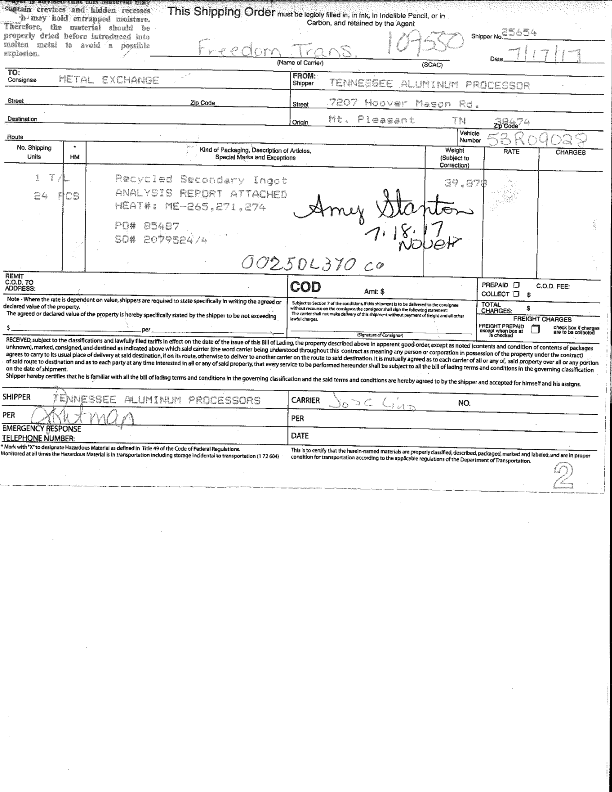 contain crevices and hidden recesses
may hold entrapped moisture.
Therefore, the material should be
properly dried before introduced into
molten metal to avoid a possible
explosion.
This Shipping Order must be legibly filled in, in Ink, in Indelible Pencil, or in
Carbon, and retained by the Agent
Shipper No. 25654
Freedom Trans.
109550
Date 7/17/17
(Name of Carrier)
(SCAC)
TO:
Consignee METAL EXCHANGE
FROM:
Shipper TENNESSEE ALUMINUM PROCESSOR
Street Zip Code
Street 7207 Hoover Mason Rd.
Destination
Origin Mt. Pleasant TN 38474
Zip Code
Route
Vehicle
Number 53R09028
No. Shipping
Units
*
HM
Kind of Packaging, Description of Articles,
Special Marks and Exceptions
Weight
(Subject to
Correction)
RATE
CHARGES
1 T/L Recycled Secondary Ingot 39,878
24 PCS ANALYSIS REPORT ATTACHED
HEAT#: ME-265,271,274
PO# 85487
SO# 20795247/4
Amy Stanton
7.18.17
0025DL370 CO
REMIT
C.O.D. TO
ADDRESS:
COD Amt: $
PREPAID
COLLECT
C.O.D. FEE:
$
Note - Where the rate is dependent on value, shippers are required to state specifically in writing the agreed or
declared value of the property.
The agreed or declared value of the property is hereby specifically stated by the shipper to be not exceeding
$ per
Subject to Section 7 of the conditions, if this shipment is to be delivered to the consignee
without recourse on the consignor, the consignor shall sign the following statement:
The carrier shall not make delivery of this shipment without payment of freight and all other
lawful charges.
(Signature of Consignor)
TOTAL
CHARGES: $
FREIGHT CHARGES
FREIGHT PREPAID
except when box at
is checked
check box if charges
are to be collected
RECEIVED, subject to the classifications and lawfully filed tariffs in effect on the date of the issue of this Bill of Lading, the property described above in apparent good order, except as noted (contents and condition of contents of packages
unknown), marked, consigned, and destined as indicated above which said carrier (the word carrier being understood throughout this contract as meaning any person or corporation in possession of the property under the contract)
agrees to carry to its usual place of delivery at said destination, if on its route, otherwise to deliver to another carrier on the route to said destination. It is mutually agreed as to each carrier of all or any of, said property over all or any portion
of said route to destination and as to each party at any time interested in all or any of said property, that every service to be performed hereunder shall be subject to all the bill of lading terms and conditions in the governing classification
on the date of shipment.
Shipper hereby certifies that he is familiar with all the bill of lading terms and conditions in the governing classification and the said terms and conditions are hereby agreed to by the shipper and accepted for himself and his assigns.
SHIPPER TENNESSEE ALUMINUM PROCESSORS
CARRIER NO.
PER
PER
EMERGENCY RESPONSE
TELEPHONE NUMBER:
DATE
* Mark with "X" to designate Hazardous Material as defined in Title 49 of the Code of Federal Regulations.
Monitored at all times the Hazardous Material is in transportation including storage incidental to transportation (172.604)
This is to certify that the herein-named materials are properly classified, described, packaged, marked and labeled, and are in proper
condition for transportation according to the applicable regulations of the Department of Transportation.
2